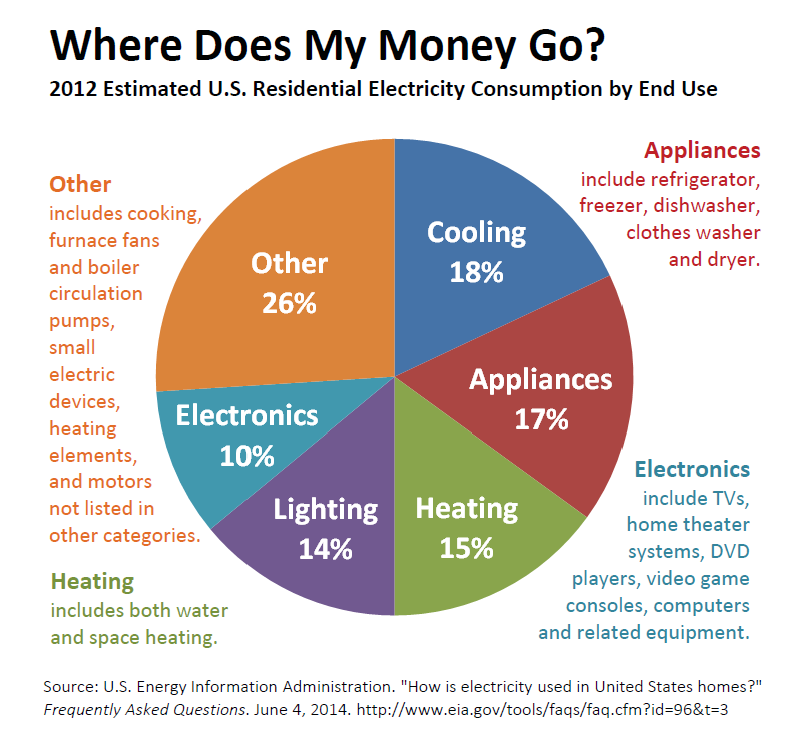 Where Does My Money Go?
2012 Estimated U.S. Residential Electricity Consumption by End Use
Other
includes cooking,
furnace fans
and boiler
circulation
pumps,
small
electric
devices,
heating
elements,
and motors
not listed in
other categories.
Heating
includes both water
and space heating.
Other
26%
Cooling
18%
Appliances
17%
Electronics
10%
Lighting
14%
Heating
15%
Appliances
include refrigerator,
freezer, dishwasher,
clothes washer
and dryer.
Electronics
include TVs,
home theater
systems, DVD
players, video game
consoles, computers
and related equipment.
Source: U.S. Energy Information Administration. "How is electricity used in United States homes?"
Frequently Asked Questions. June 4, 2014. http://www.eia.gov/tools/faqs/faq.cfm?id=96&t=3